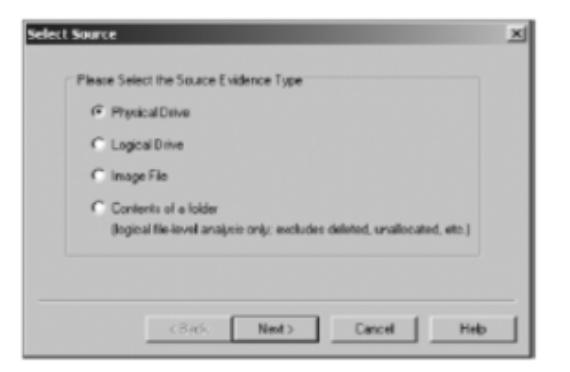 Select Source
Please Select the Source Evidence Type
Physical Drive
Logical Drive
Image File
Contents of a folder
(logical file-level analysis only; excludes deleted, unallocated, etc.)
< Back Next > Cancel Help